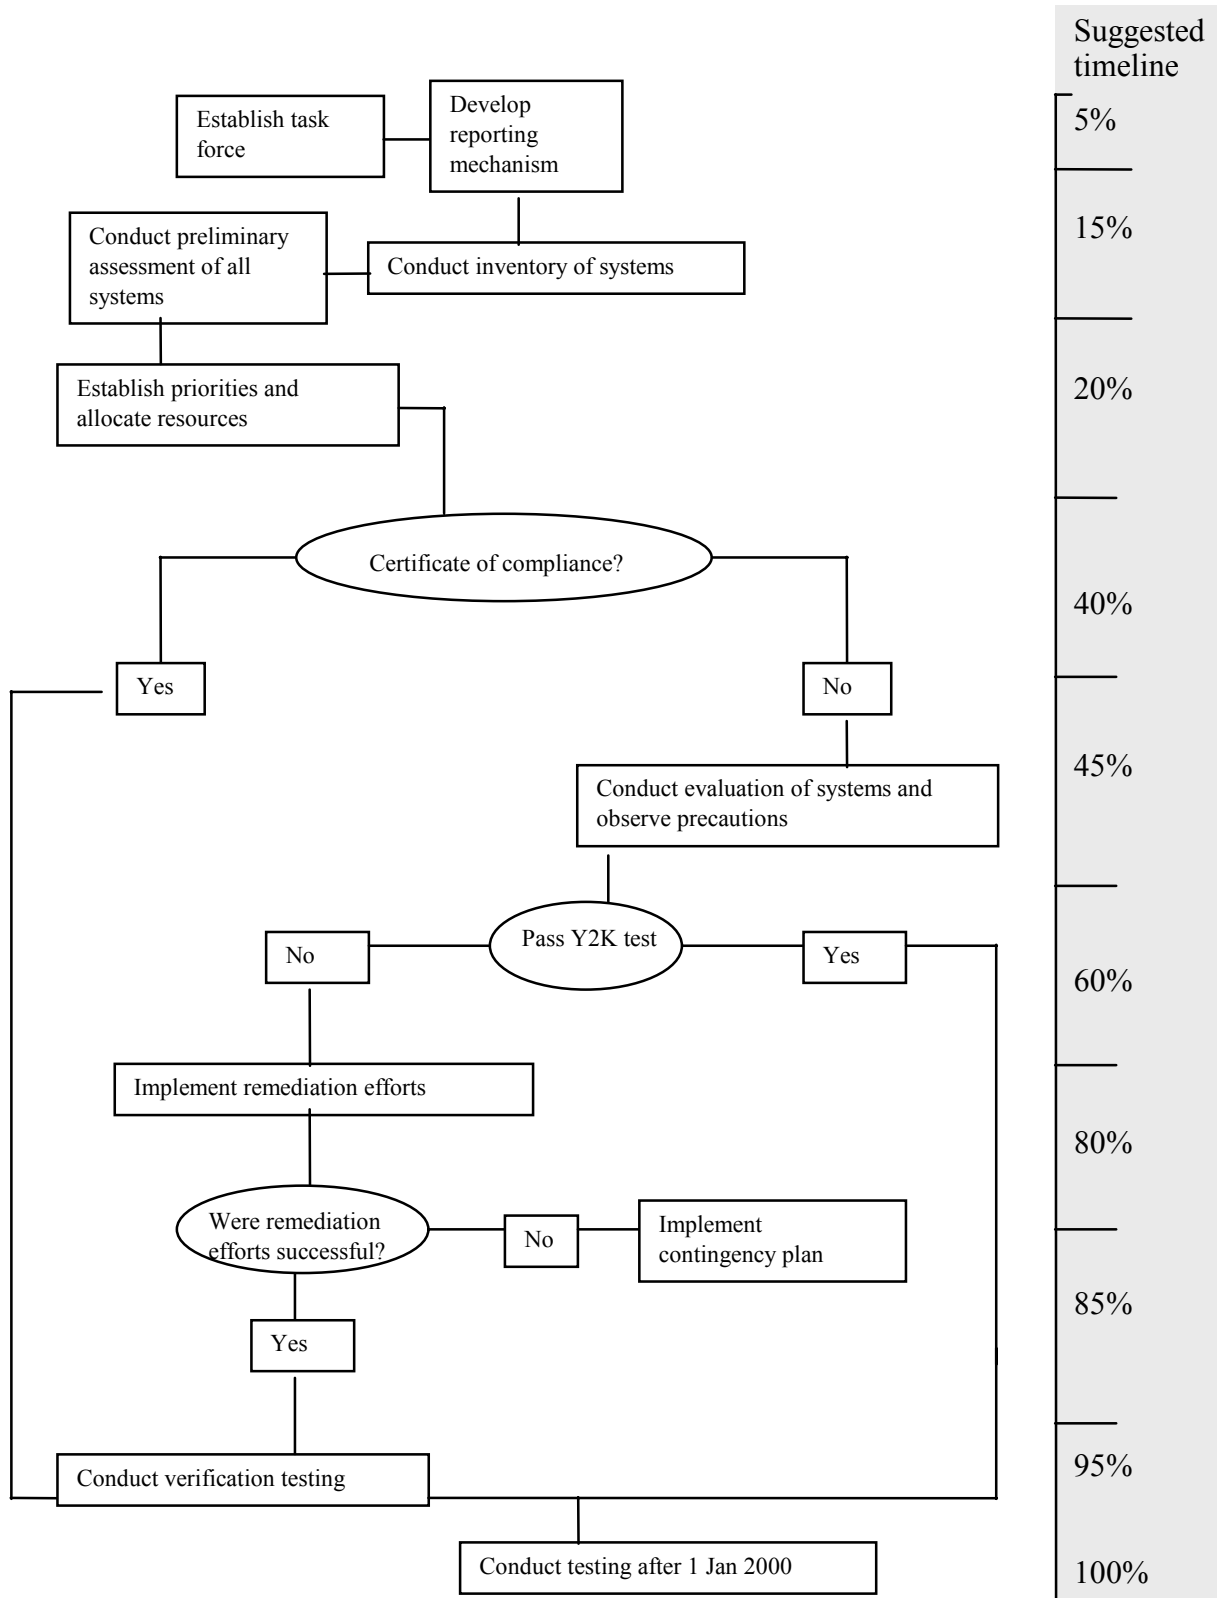 Suggested
timeline
Establish task
force
Develop
reporting
mechanism
5%
Conduct preliminary
assessment of all
systems
Conduct inventory of systems
15%
Establish priorities and
allocate resources
20%
Certificate of compliance?
40%
Yes
No
Conduct evaluation of systems and
observe precautions
45%
No
Pass Y2K test
Yes
60%
Implement remediation efforts
80%
Were remediation
efforts successful?
No
Implement
contingency plan
85%
Yes
Conduct verification testing
95%
Conduct testing after 1 Jan 2000
100%